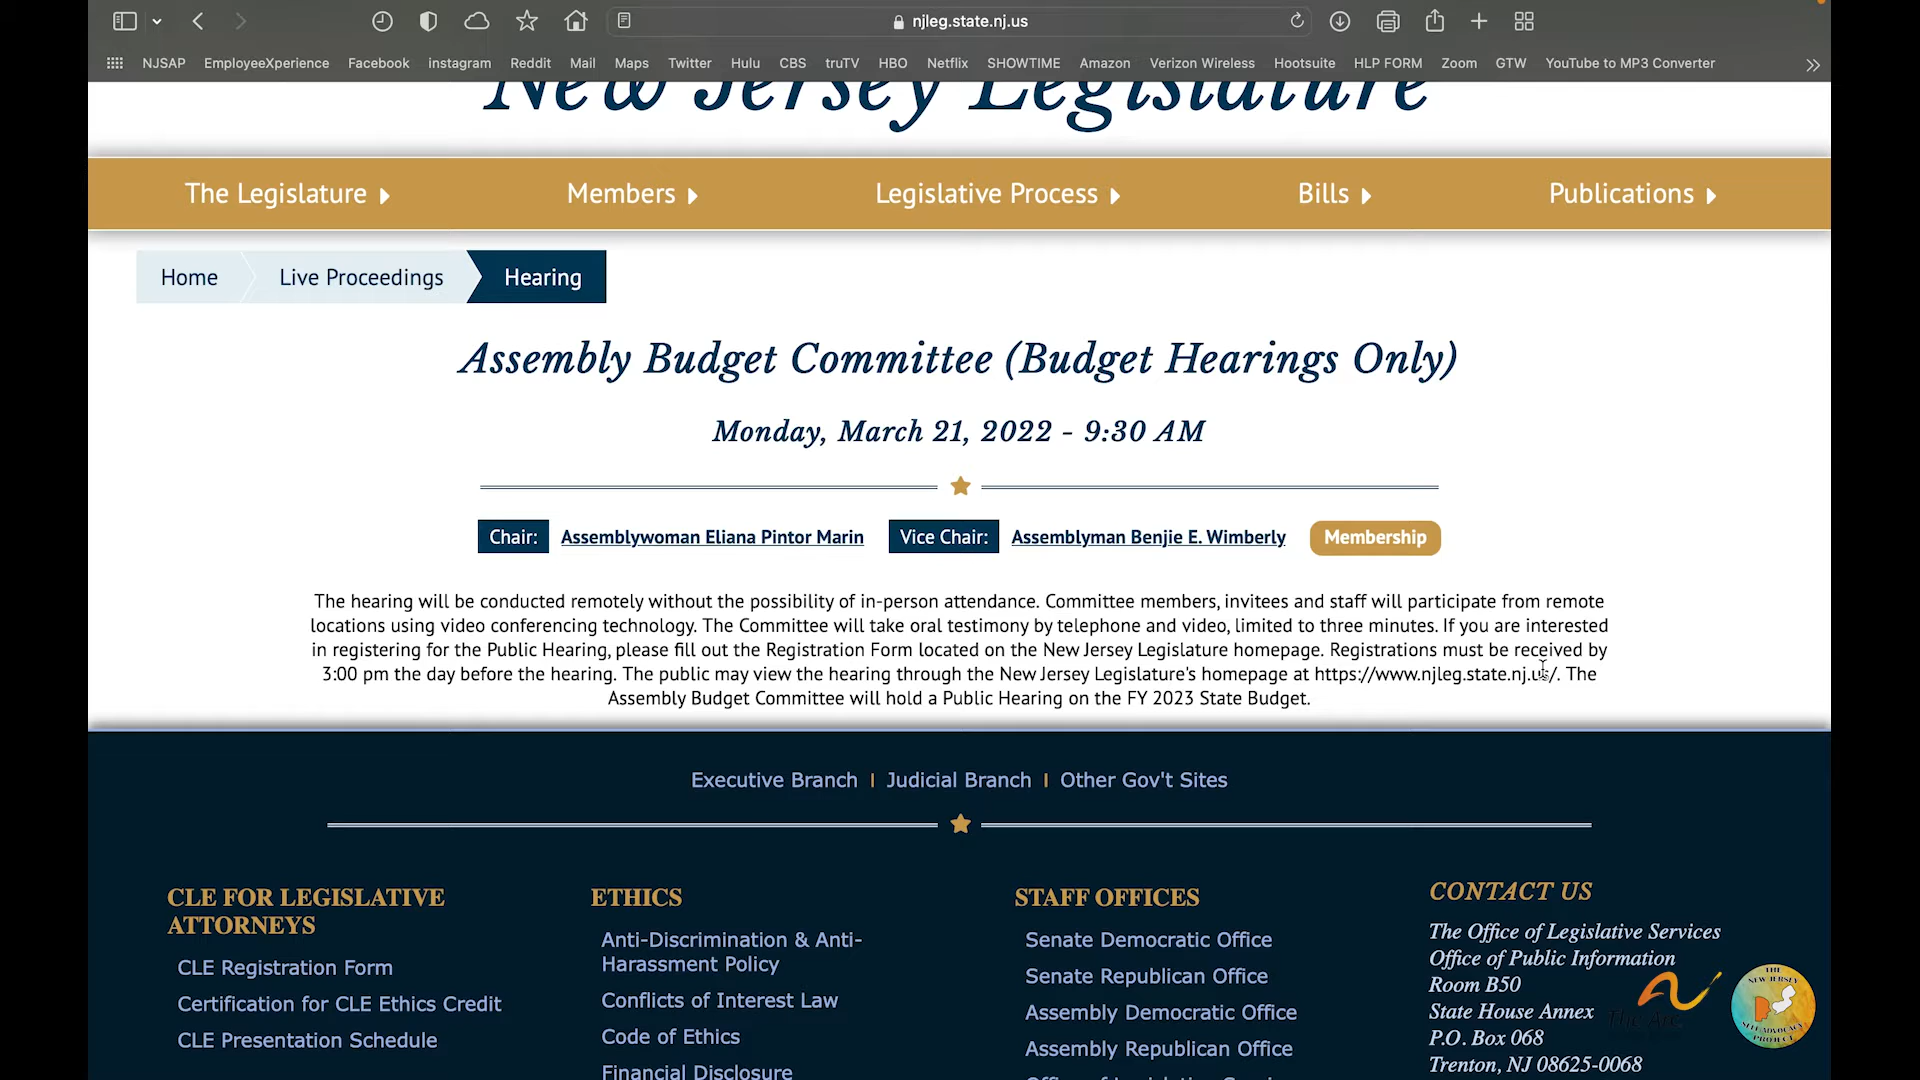 njleg.state.nj.us
NJSAP EmployeeXperience Facebook instagram Reddit Mail Maps Twitter Hulu CBS truTV HBO Netflix SHOWTIME Amazon Verizon Wireless Hootsuite HLP FORM Zoom GTW YouTube to MP3 Converter
New Jersey Legislature
The Legislature Members Legislative Process Bills Publications
Home Live Proceedings Hearing
Assembly Budget Committee (Budget Hearings Only)
Monday, March 21, 2022 - 9:30 AM
Chair: Assemblywoman Eliana Pintor Marin Vice Chair: Assemblyman Benjie E. Wimberly Membership
The hearing will be conducted remotely without the possibility of in-person attendance. Committee members, invitees and staff will participate from remote
locations using video conferencing technology. The Committee will take oral testimony by telephone and video, limited to three minutes. If you are interested
in registering for the Public Hearing, please fill out the Registration Form located on the New Jersey Legislature homepage. Registrations must be received by
3:00 pm the day before the hearing. The public may view the hearing through the New Jersey Legislature's homepage at https://www.njleg.state.nj.us/. The
Assembly Budget Committee will hold a Public Hearing on the FY 2023 State Budget.
Executive Branch | Judicial Branch | Other Gov't Sites
CLE FOR LEGISLATIVE
ATTORNEYS
CLE Registration Form
Certification for CLE Ethics Credit
CLE Presentation Schedule
ETHICS
Anti-Discrimination & Anti-
Harassment Policy
Conflicts of Interest Law
Code of Ethics
Financial Disclosure
STAFF OFFICES
Senate Democratic Office
Senate Republican Office
Assembly Democratic Office
Assembly Republican Office
CONTACT US
The Office of Legislative Services
Office of Public Information
Room B50
State House Annex
P.O. Box 068
Trenton, NJ 08625-0068
The Arc
THE
NEW JERSEY
SELF-ADVOCACY
PROJECT